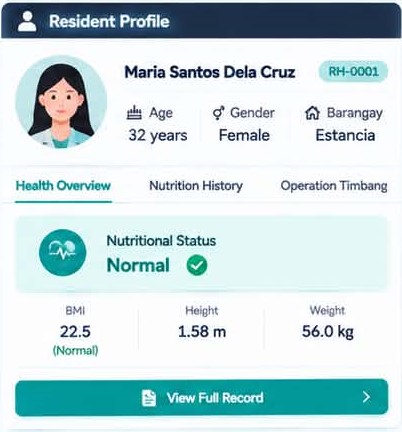 Resident Profile
Maria Santos Dela Cruz RH-0001
Age Gender Barangay
32 years Female Estancia
Health Overview Nutrition History Operation Timbang
Nutritional Status
Normal
BMI Height Weight
22.5 1.58 m 56.0 kg
(Normal)
View Full Record